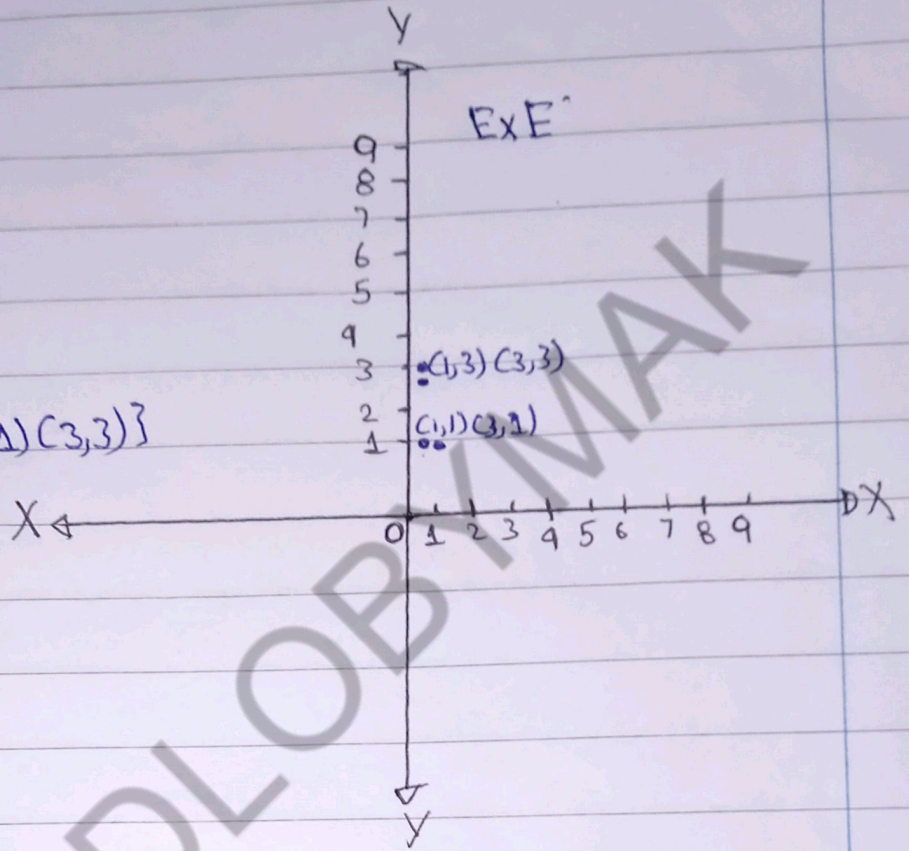 Y
E x E
9
8
7
6
5
4
3 (1,3) (3,3)
2 (1,1) (3,1)
1) (3,3)}
1
X X
0 1 2 3 4 5 6 7 8 9
Y
DLOBYMAK